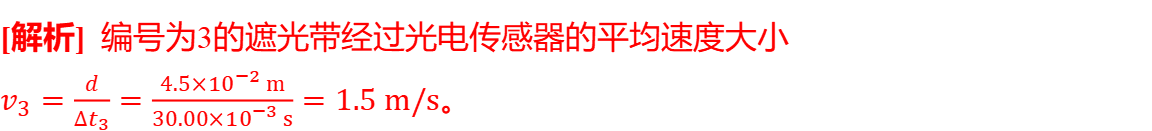 [解析] 编号为3的遮光带经过光电传感器的平均速度大小
v₃ = d/Δt₃ = 4.5×10⁻² m/30.00×10⁻³ s = 1.5 m/s。